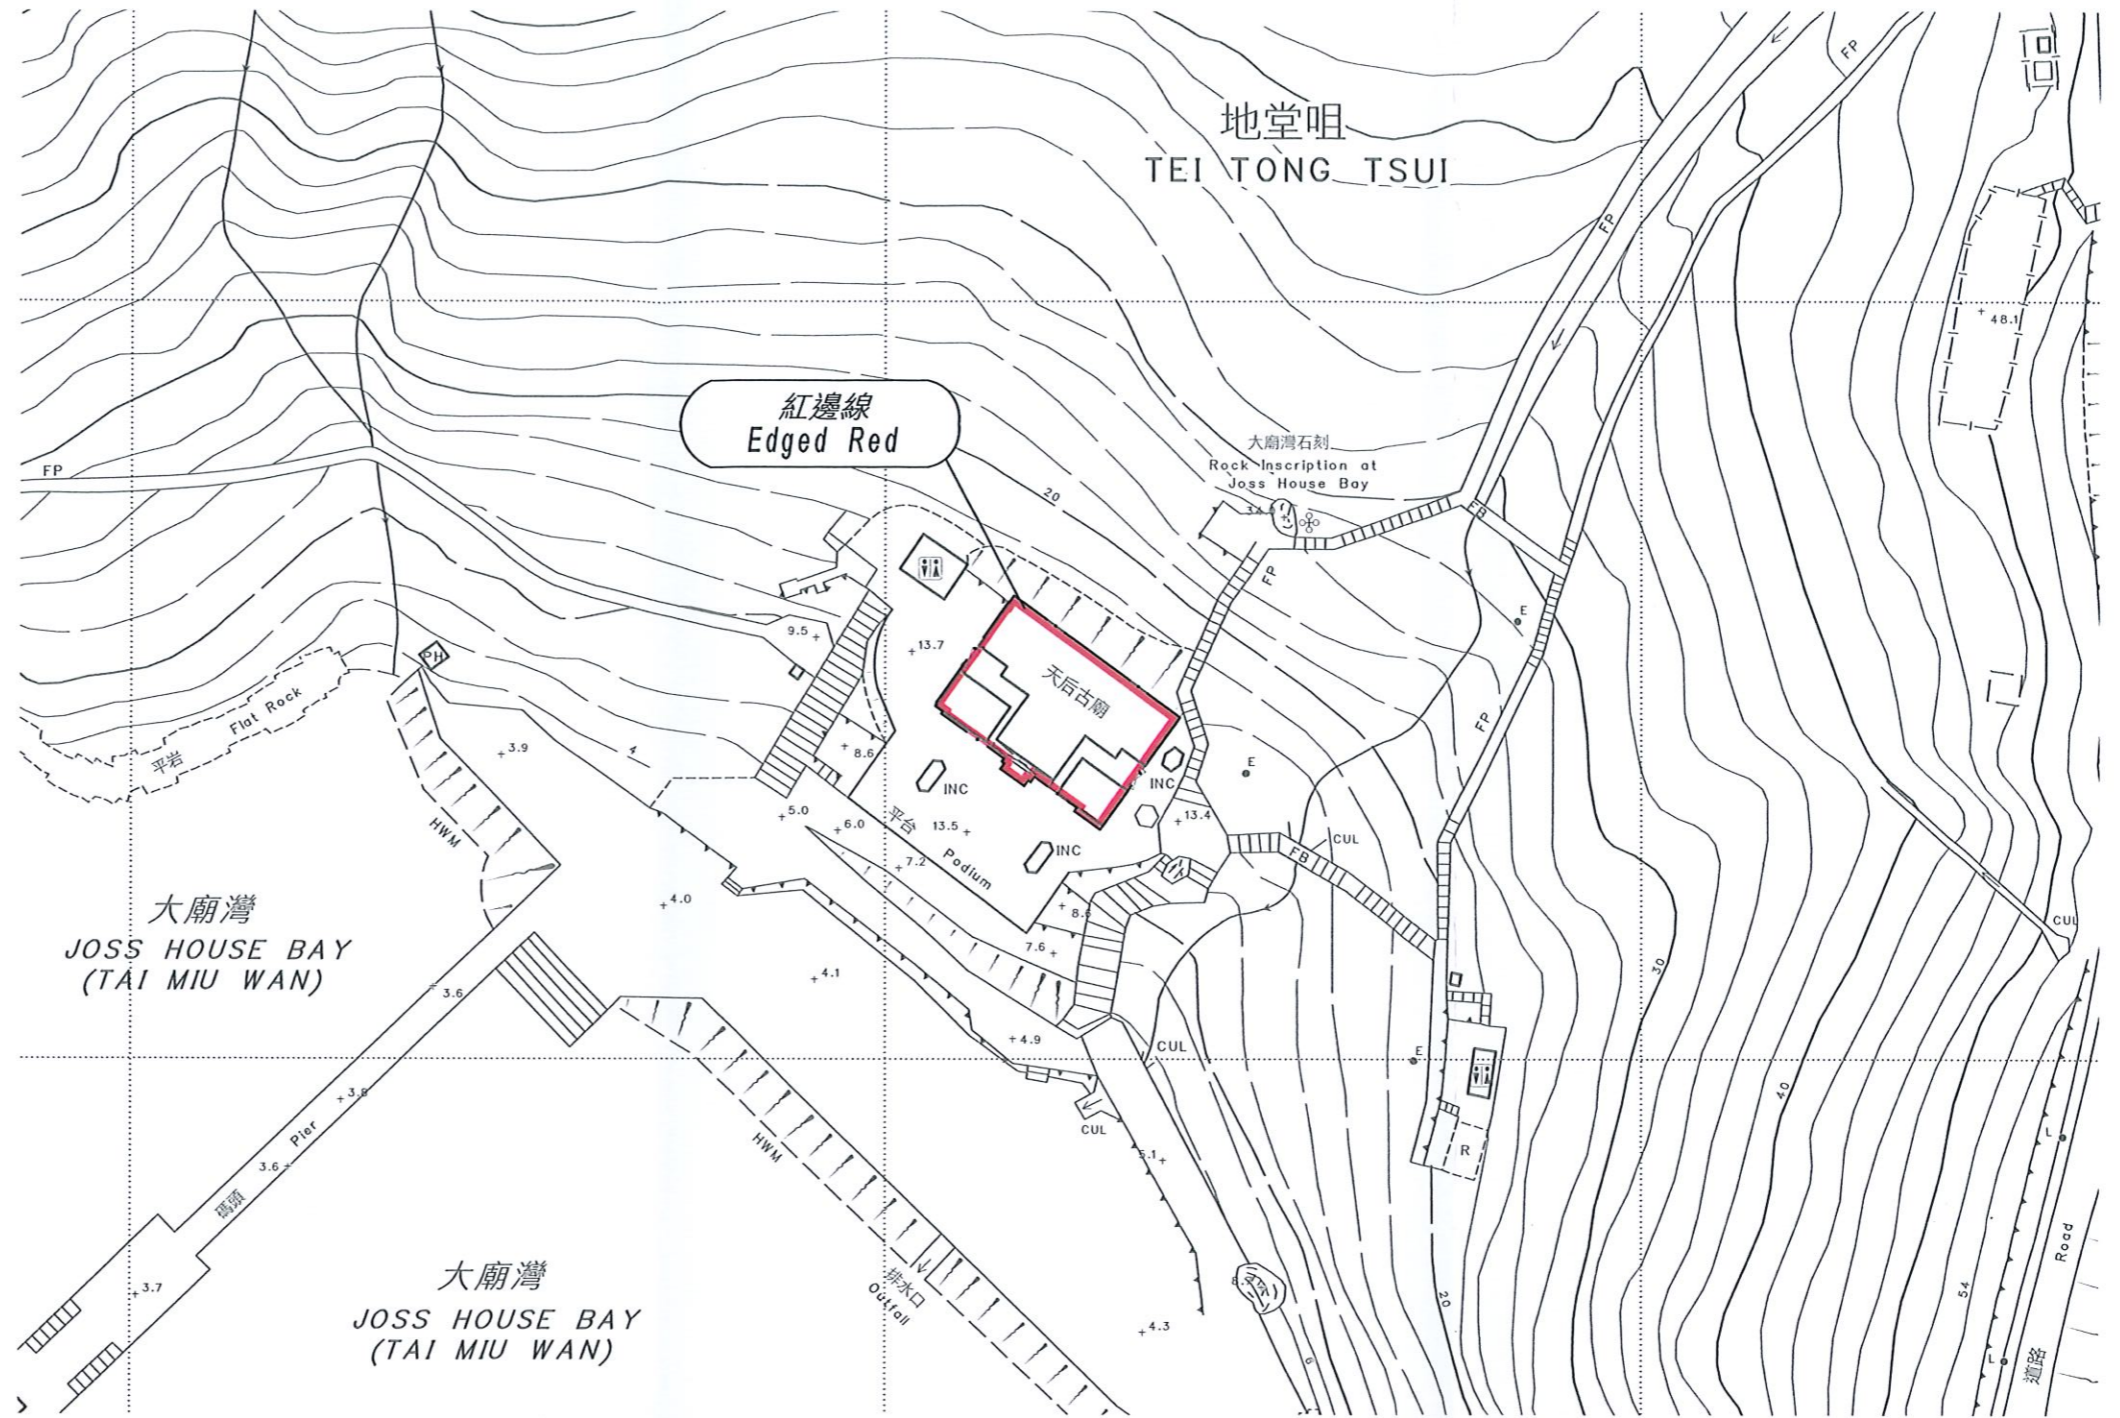 地堂咀
TEI TONG TSUI
FP
FP
48.1
紅邊線
Edged Red
大廟灣石刻
Rock Inscription at
Joss House Bay
FP
20
FB
FP
E
9.5
13.7
天后古廟
PH
Flat Rock
平岩
3.9
4
8.6
FP
E
INC
INC
5.0
6.0
平台
13.5
13.4
HWM
CUL
FB
INC
7.2
Podium
大廟灣
JOSS HOUSE BAY
(TAI MIU WAN)
4.0
7.6
CUL
30
4.1
3.6
4.9
CUL
E
3.8
40
Pier
HWM
CUL
L
3.6
5.1
R
碼頭
Road
大廟灣
JOSS HOUSE BAY
(TAI MIU WAN)
3.7
排水口
Outfall
20
54
4.3
6
L
道路